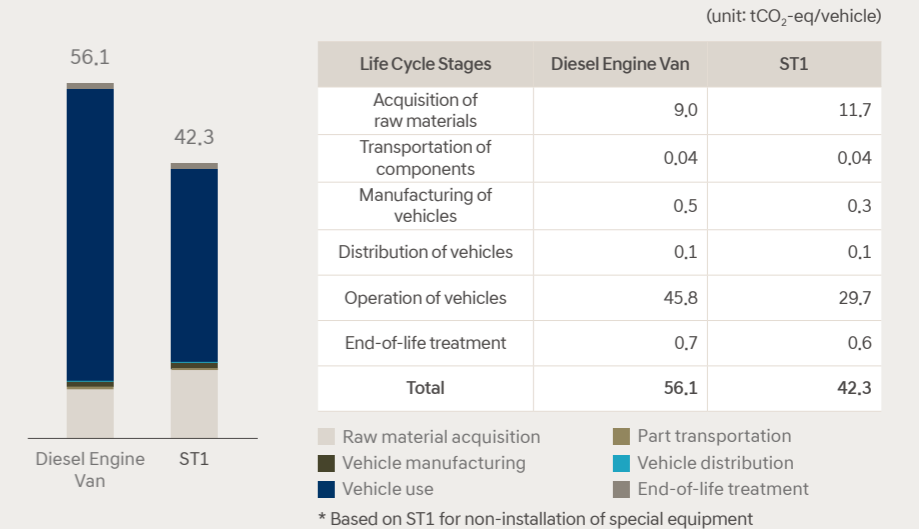 (unit: tCO₂-eq/vehicle)
56.1
42.3
Diesel Engine
Van
ST1
Life Cycle Stages Diesel Engine Van ST1
Acquisition of
raw materials 9.0 11.7
Transportation of
components 0.04 0.04
Manufacturing of
vehicles 0.5 0.3
Distribution of vehicles 0.1 0.1
Operation of vehicles 45.8 29.7
End-of-life treatment 0.7 0.6
Total 56.1 42.3
Raw material acquisition Part transportation
Vehicle manufacturing Vehicle distribution
Vehicle use End-of-life treatment
* Based on ST1 for non-installation of special equipment